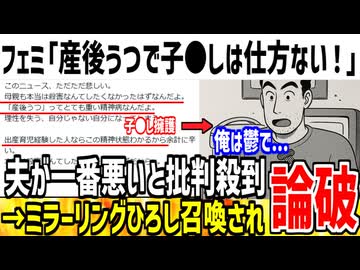 フェミ「産後うつで子●しは仕方ない！」
このニュース、ただただ悲しい。
母親も本当は殺害なんてしたくなかったはずなんだよ。
「産後うつ」ってとても重い精神病なんだよ。
理性を失う、自分じゃない自分にな
子●し擁護
出産育児経験した人ならこの精神状態わかるから余計に辛い。
俺は鬱で...
夫が一番悪いと批判殺到
→ミラーリングひろし召喚され論破